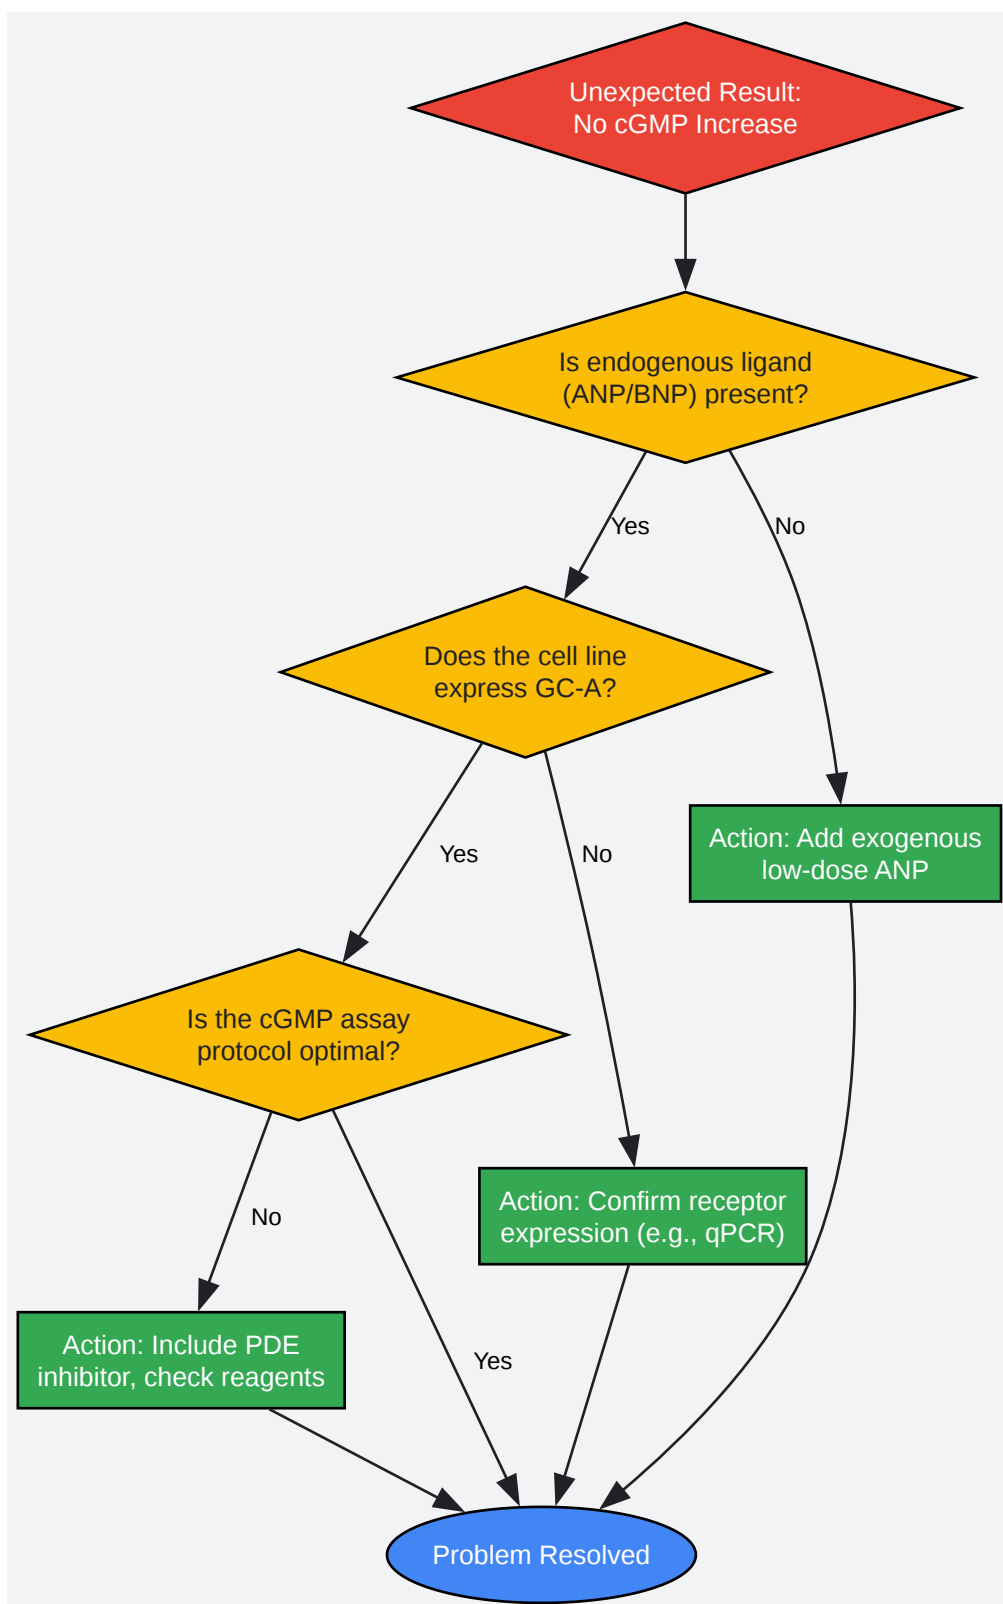 Unexpected Result:
No cGMP Increase
Is endogenous ligand
(ANP/BNP) present?
Yes
No
Does the cell line
express GC-A?
Action: Add exogenous
low-dose ANP
Yes
No
Is the cGMP assay
protocol optimal?
Action: Confirm receptor
expression (e.g., qPCR)
No
Action: Include PDE
inhibitor, check reagents
Yes
Problem Resolved